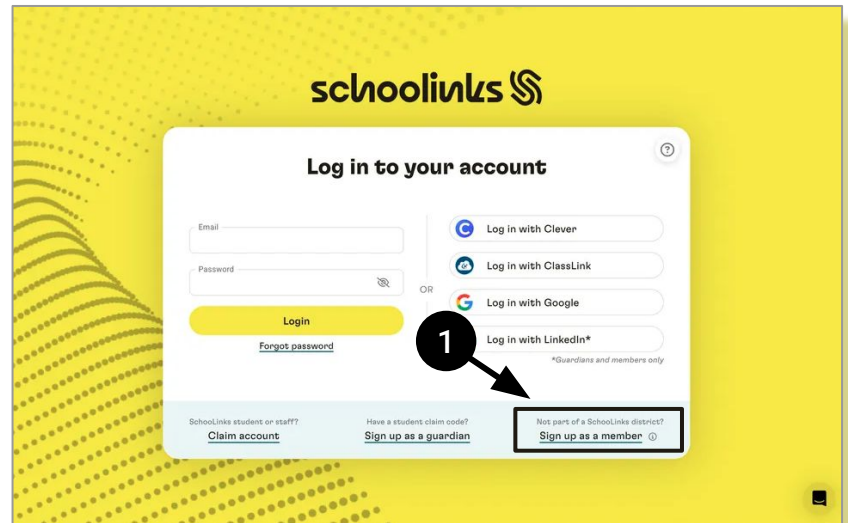 schoolinks
Log in to your account
Email
Password
Login
Forgot password
OR
Log in with Clever
Log in with ClassLink
Log in with Google
Log in with LinkedIn*
*Guardians and members only
1
SchooLinks student or staff?
Claim account
Have a student claim code?
Sign up as a guardian
Not part of a SchooLinks district?
Sign up as a member